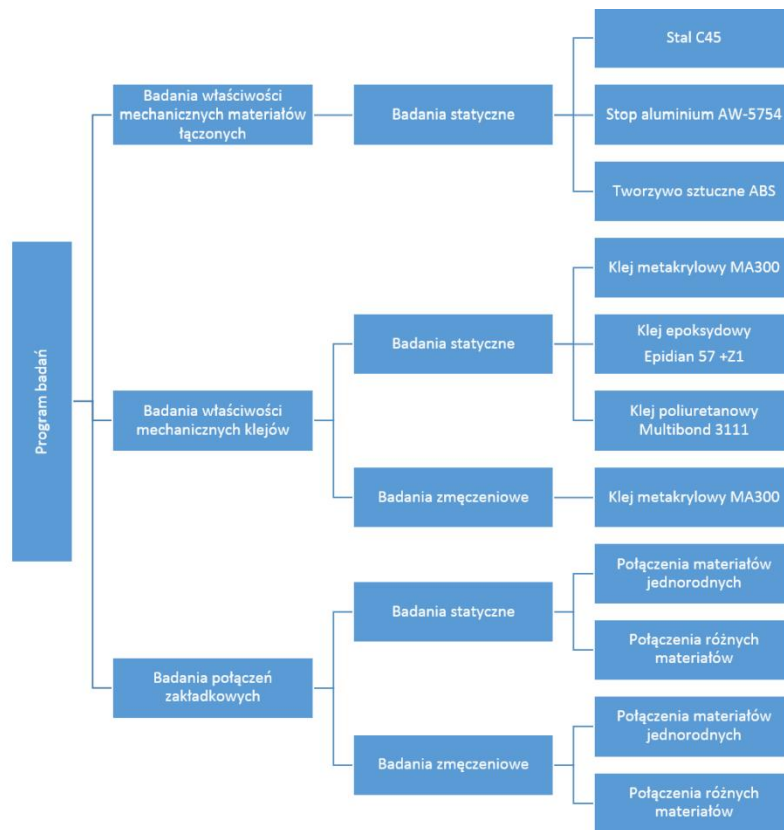 Program badań
Badania właściwości
mechanicznych materiałów
łączonych
Badania statyczne
Stal C45
Stop aluminium AW-5754
Tworzywo sztuczne ABS
Badania właściwości
mechanicznych klejów
Badania statyczne
Klej metakrylowy MA300
Klej epoksydowy
Epidian 57 +Z1
Klej poliuretanowy
Multibond 3111
Badania zmęczeniowe
Klej metakrylowy MA300
Badania połączeń
zakładkowych
Badania statyczne
Połączenia materiałów
jednorodnych
Połączenia różnych
materiałów
Badania zmęczeniowe
Połączenia materiałów
jednorodnych
Połączenia różnych
materiałów